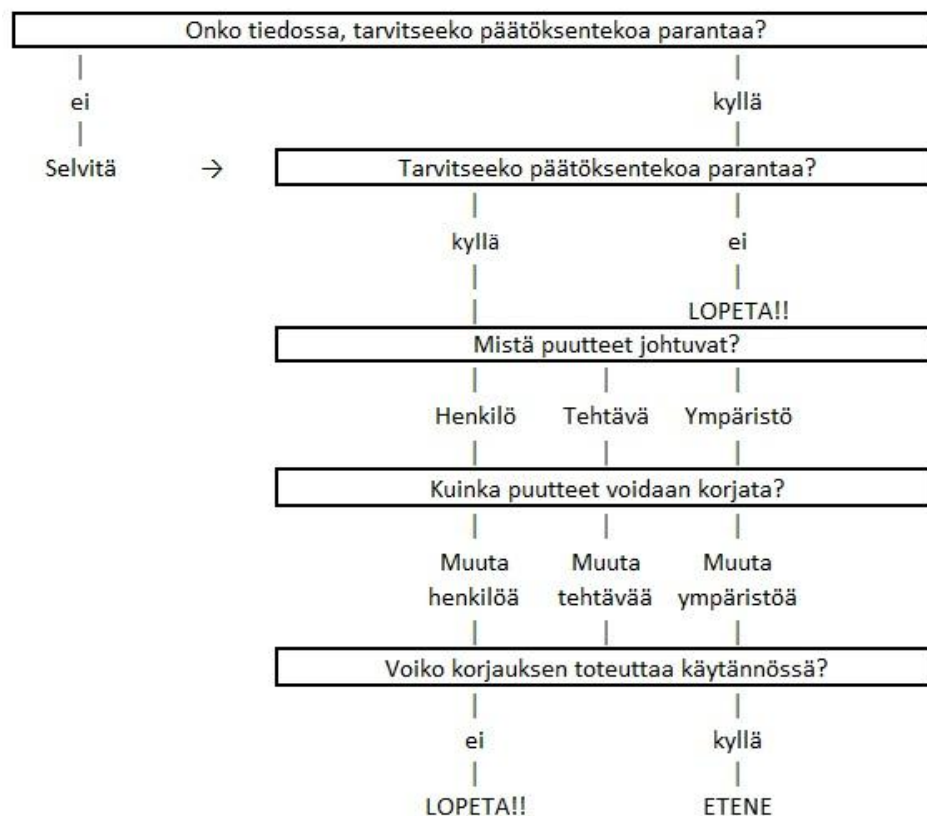 Onko tiedossa, tarvitseeko päätöksentekoa parantaa?
ei kyllä
Selvitä → Tarvitseeko päätöksentekoa parantaa?
kyllä ei
LOPETA!!
Mistä puutteet johtuvat?
Henkilö Tehtävä Ympäristö
Kuinka puutteet voidaan korjata?
Muuta Muuta Muuta
henkilöä tehtävää ympäristöä
Voiko korjauksen toteuttaa käytännössä?
ei kyllä
LOPETA!! ETENE